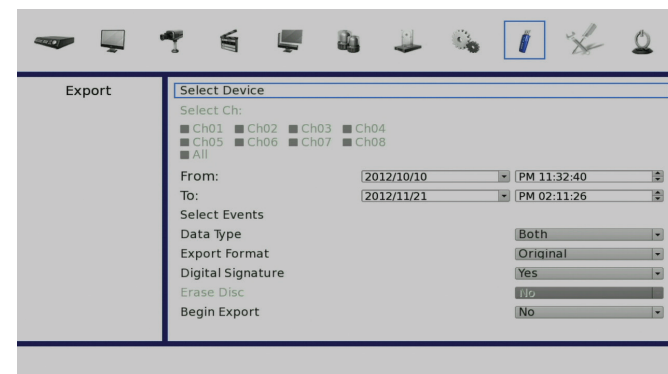 Export
Select Device
Select Ch:
Ch01 Ch02 Ch03 Ch04
Ch05 Ch06 Ch07 Ch08
All
From: 2012/10/10 PM 11:32:40
To: 2012/11/21 PM 02:11:26
Select Events
Data Type Both
Export Format Original
Digital Signature Yes
Erase Disc No
Begin Export No